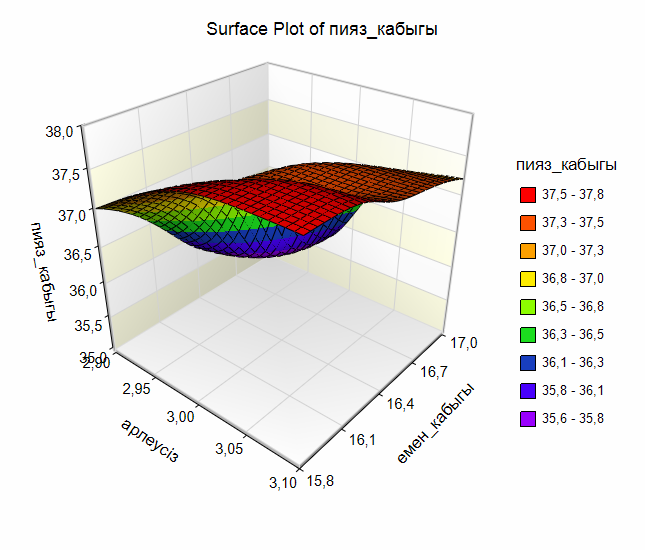 Surface Plot of пияз_кабыгы
38,0
37,5
37,0
36,5
36,0
35,5
35,0
пияз_кабыгы
2,90
2,95
3,00
3,05
3,10
арлеусіз
15,8
16,1
16,4
16,7
17,0
емен_кабыгы
пияз_кабыгы
37,5 - 37,8
37,3 - 37,5
37,0 - 37,3
36,8 - 37,0
36,5 - 36,8
36,3 - 36,5
36,1 - 36,3
35,8 - 36,1
35,6 - 35,8